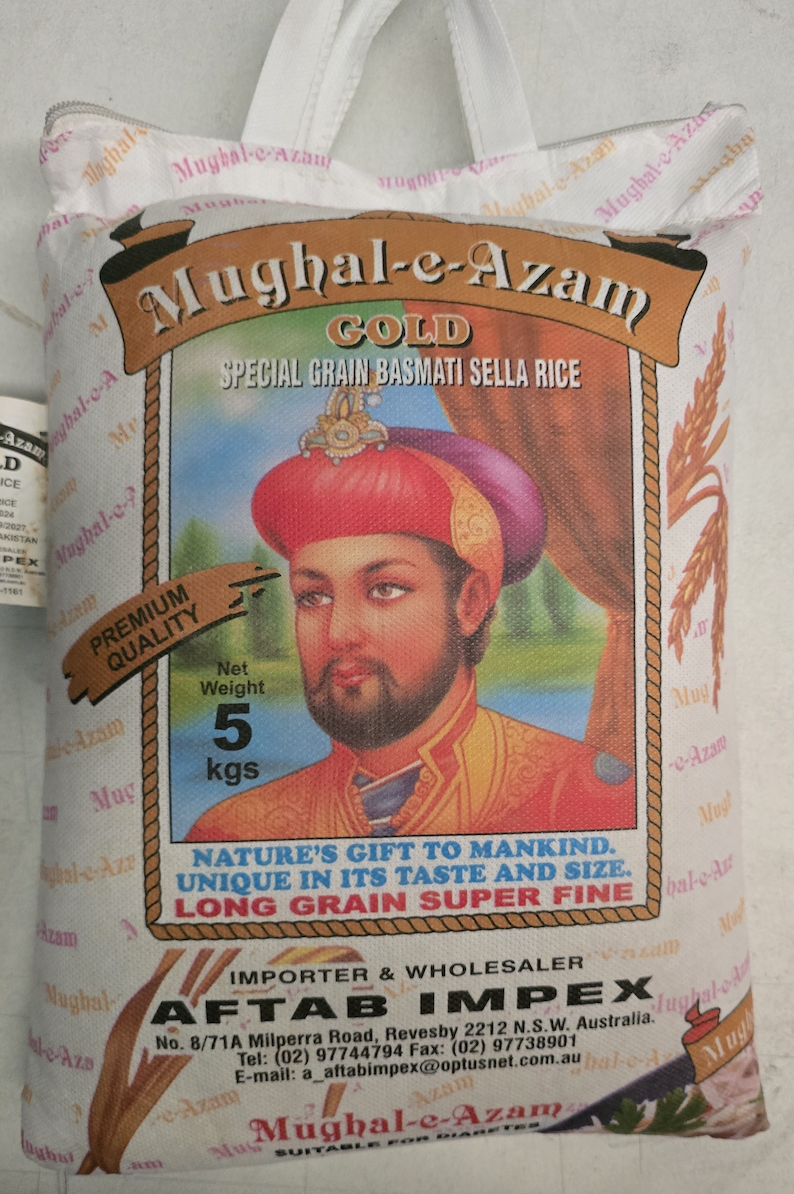 Mughal-e-Azam
GOLD
SPECIAL GRAIN BASMATI SELLA RICE
PREMIUM
QUALITY
Net
Weight
5
kgs
NATURE'S GIFT TO MANKIND.
UNIQUE IN ITS TASTE AND SIZE.
LONG GRAIN SUPER FINE
IMPORTER & WHOLESALER
AFTAB IMPEX
No. 8/71A Milperra Road, Revesby 2212 N.S.W. Australia.
Tel: (02) 97744794 Fax: (02) 97738901
E-mail: a_aftabimpex@optusnet.com.au
Mughal-e-Azam
SUITABLE FOR DIABETES